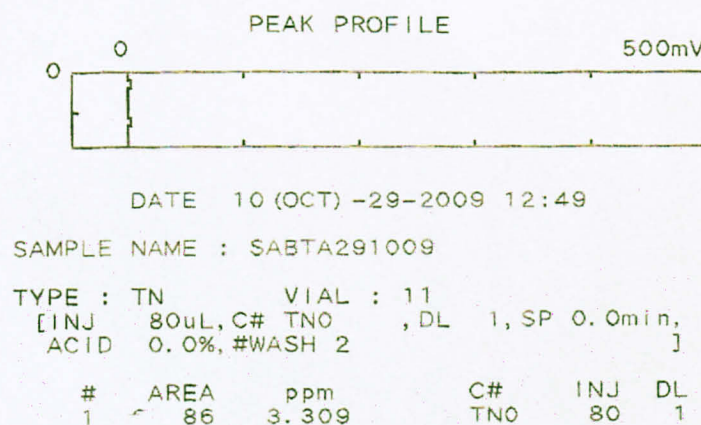 PEAK PROFILE
0 500mV
0
DATE 10(OCT)-29-2009 12:49
SAMPLE NAME : SABTA291009
TYPE : TN VIAL : 11
[INJ 80uL, C# TN0 , DL 1, SP 0.0min,
ACID 0.0%, #WASH 2 ]
# AREA ppm C# INJ DL
1 86 3.309 TN0 80 1